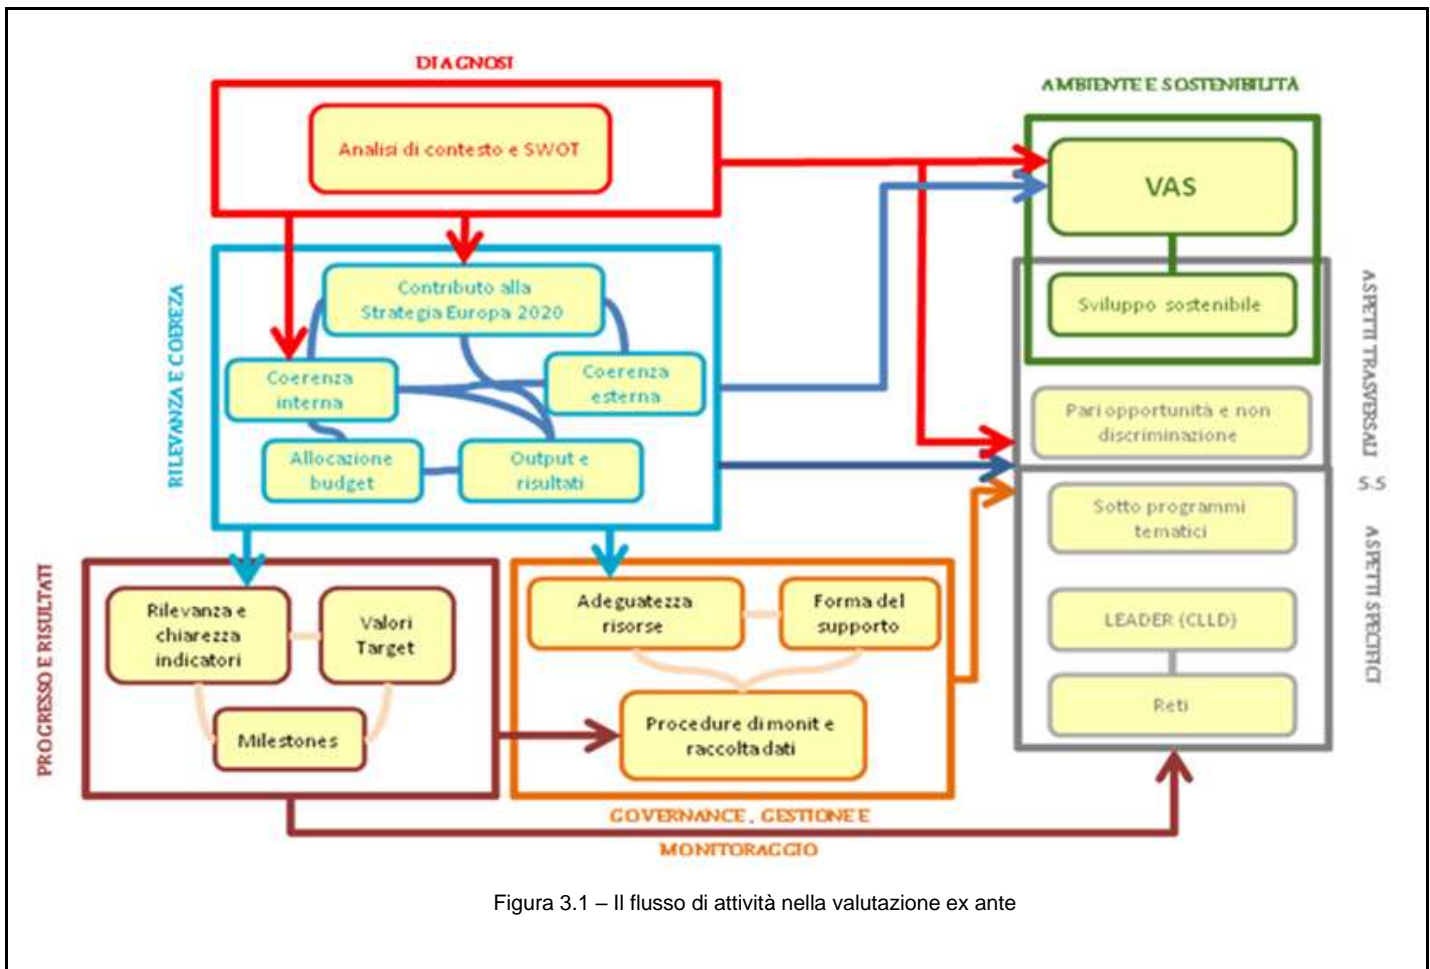 DIAGNOSI
Analisi di contesto e SWOT
AMBIENTE E SOSTENIBILITÀ
VAS
Sviluppo sostenibile
RILEVANZA E COEREZA
Contributo alla
Strategia Europa 2020
Coerenza
interna
Coerenza
esterna
Allocazione
budget
Output e
risultati
ASPETTI TRASVERSALI
Pari opportunità e non
discriminazione
5.5
ASPETTI SPECIFICI
Sotto programmi
tematici
LEADER (CLLD)
Reti
PROGRESSO E RISULTATI
Rilevanza e
chiarezza
indicatori
Valori
Target
Milestones
Adeguatezza
risorse
Forma del
supporto
Procedure di monit e
raccolta dati
GOVERNANCE, GESTIONE E
MONITORAGGIO
Figura 3.1 – Il flusso di attività nella valutazione ex ante